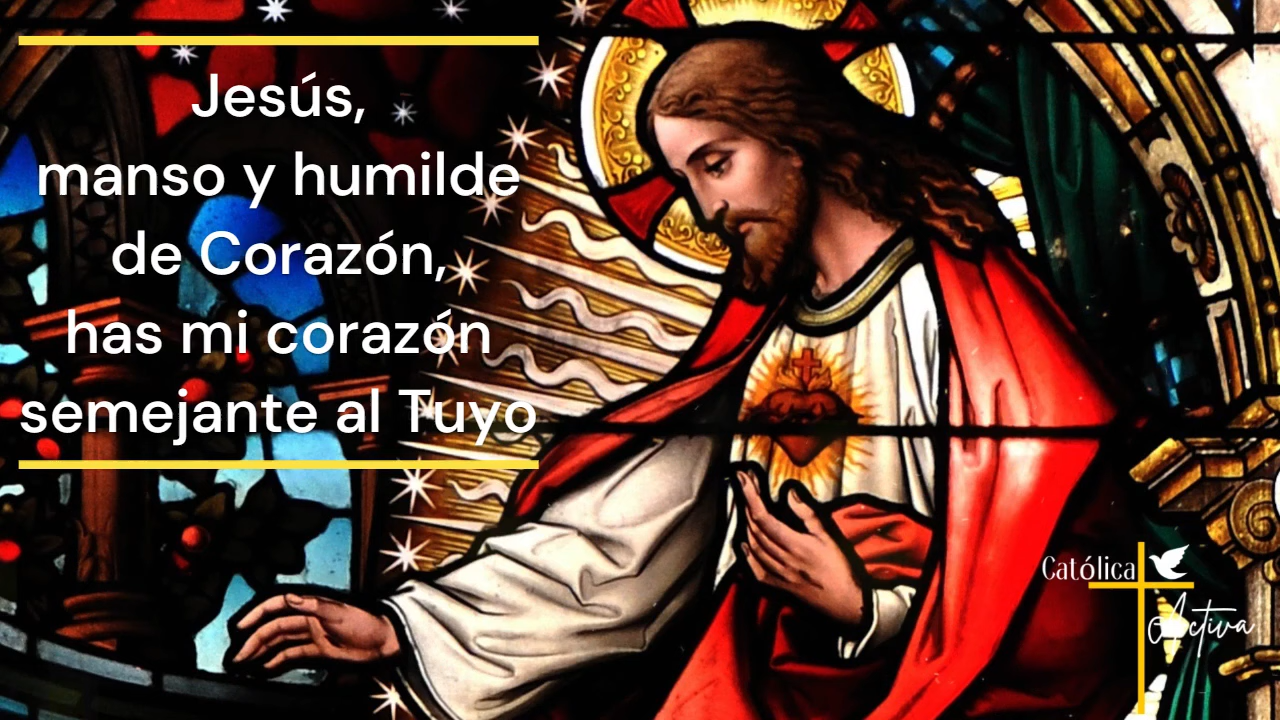 Jesús,
manso y humilde
de Corazón,
has mi corazón
semejante al Tuyo
Católica
Activa